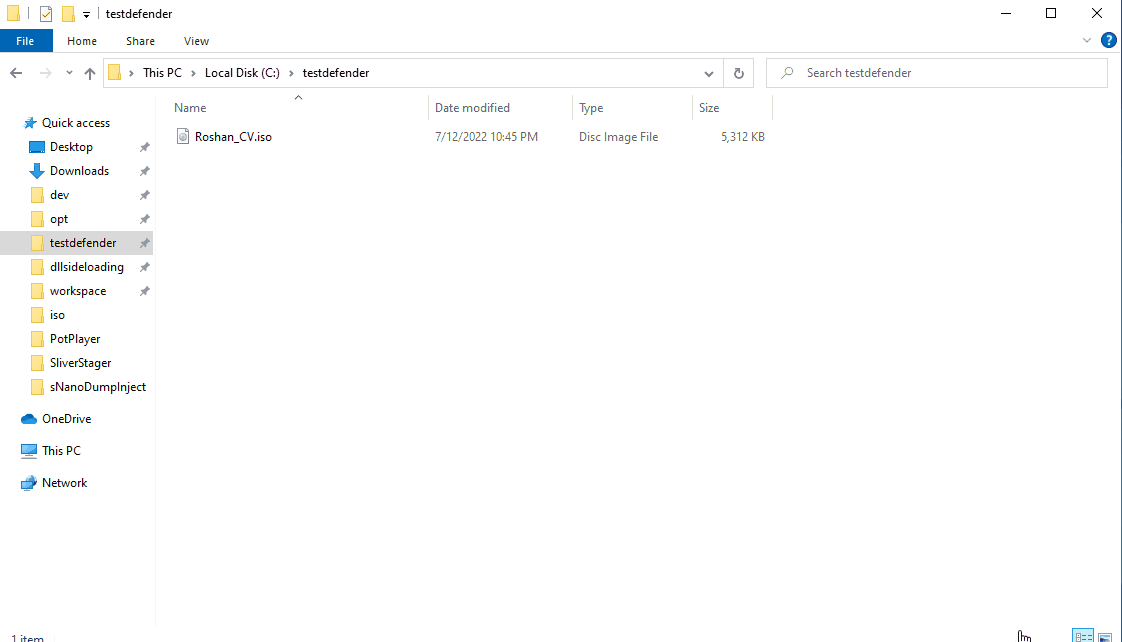 testdefender
File Home Share View
This PC Local Disk (C:) testdefender Search testdefender
Name Date modified Type Size
Roshan_CV.iso 7/12/2022 10:45 PM Disc Image File 5,312 KB
Quick access
Desktop
Downloads
dev
opt
testdefender
dllsideloading
workspace
iso
PotPlayer
SliverStager
sNanoDumpInject
OneDrive
This PC
Network
1 item